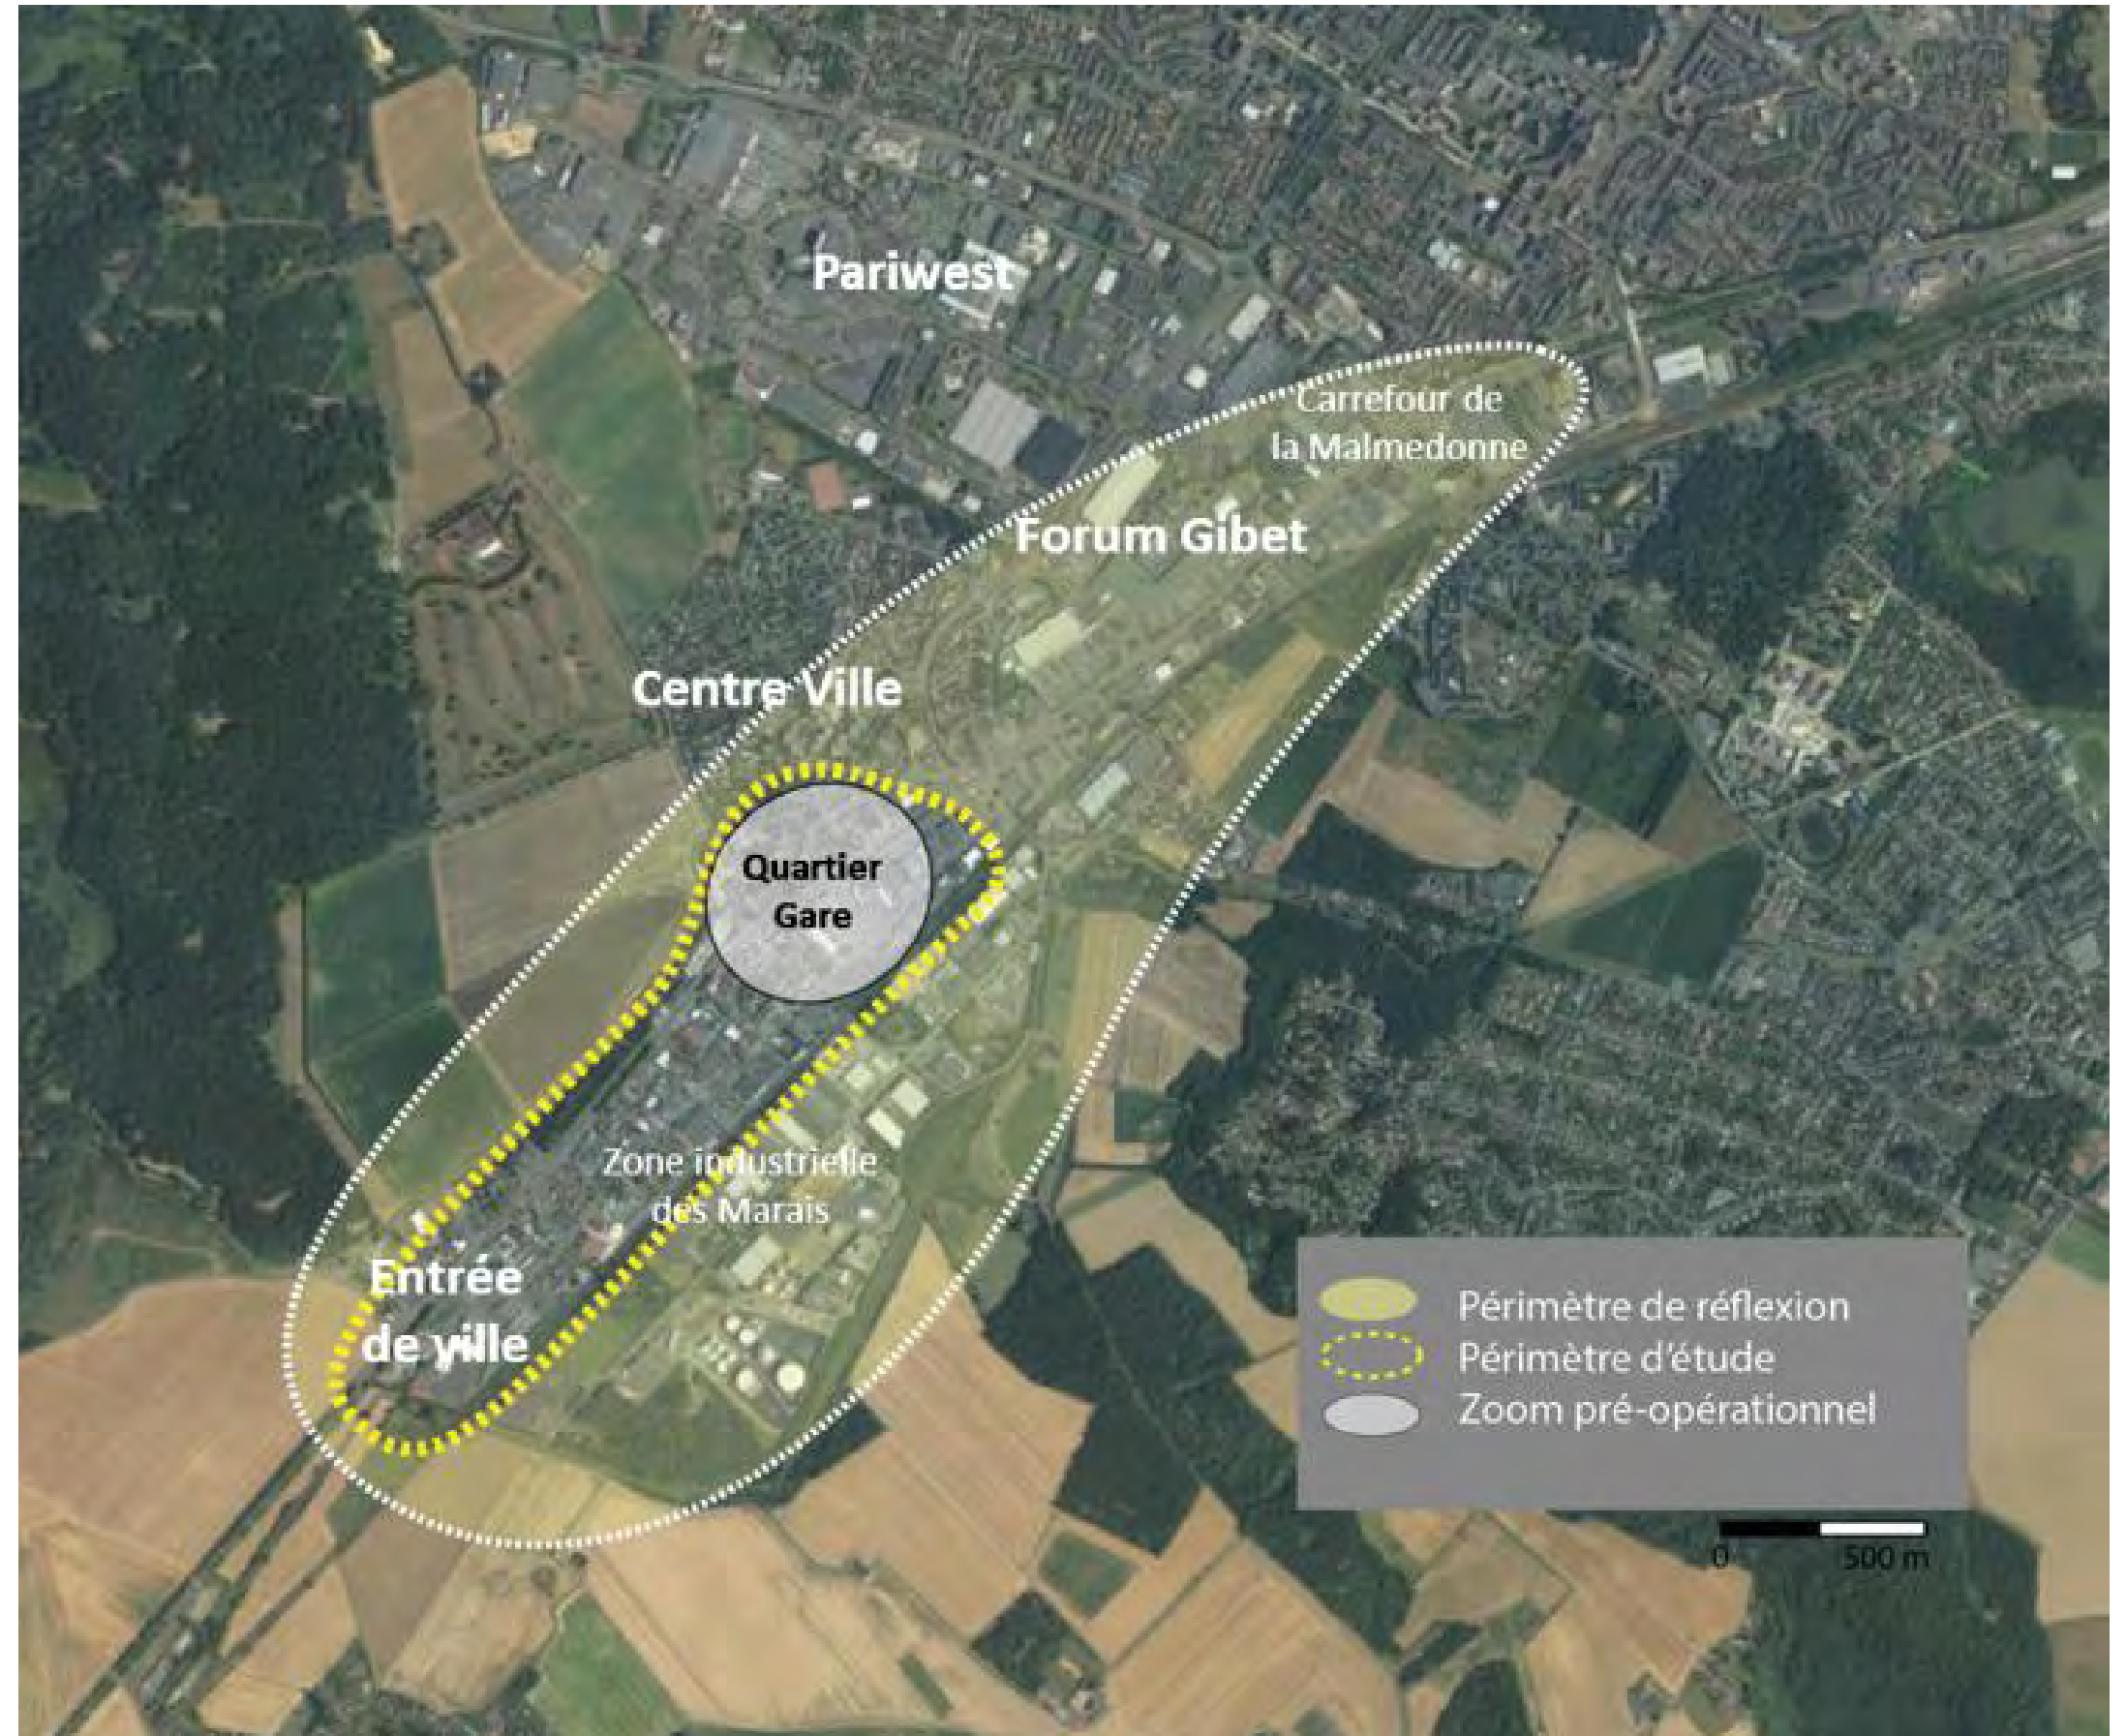 Pariwest
Carrefour de
la Malmedonne
Forum Gibet
Centre Ville
Quartier
Gare
Zone industrielle
des Marais
Entrée
de ville
Périmètre de réflexion
Périmètre d'étude
Zoom pré-opérationnel
0 500 m